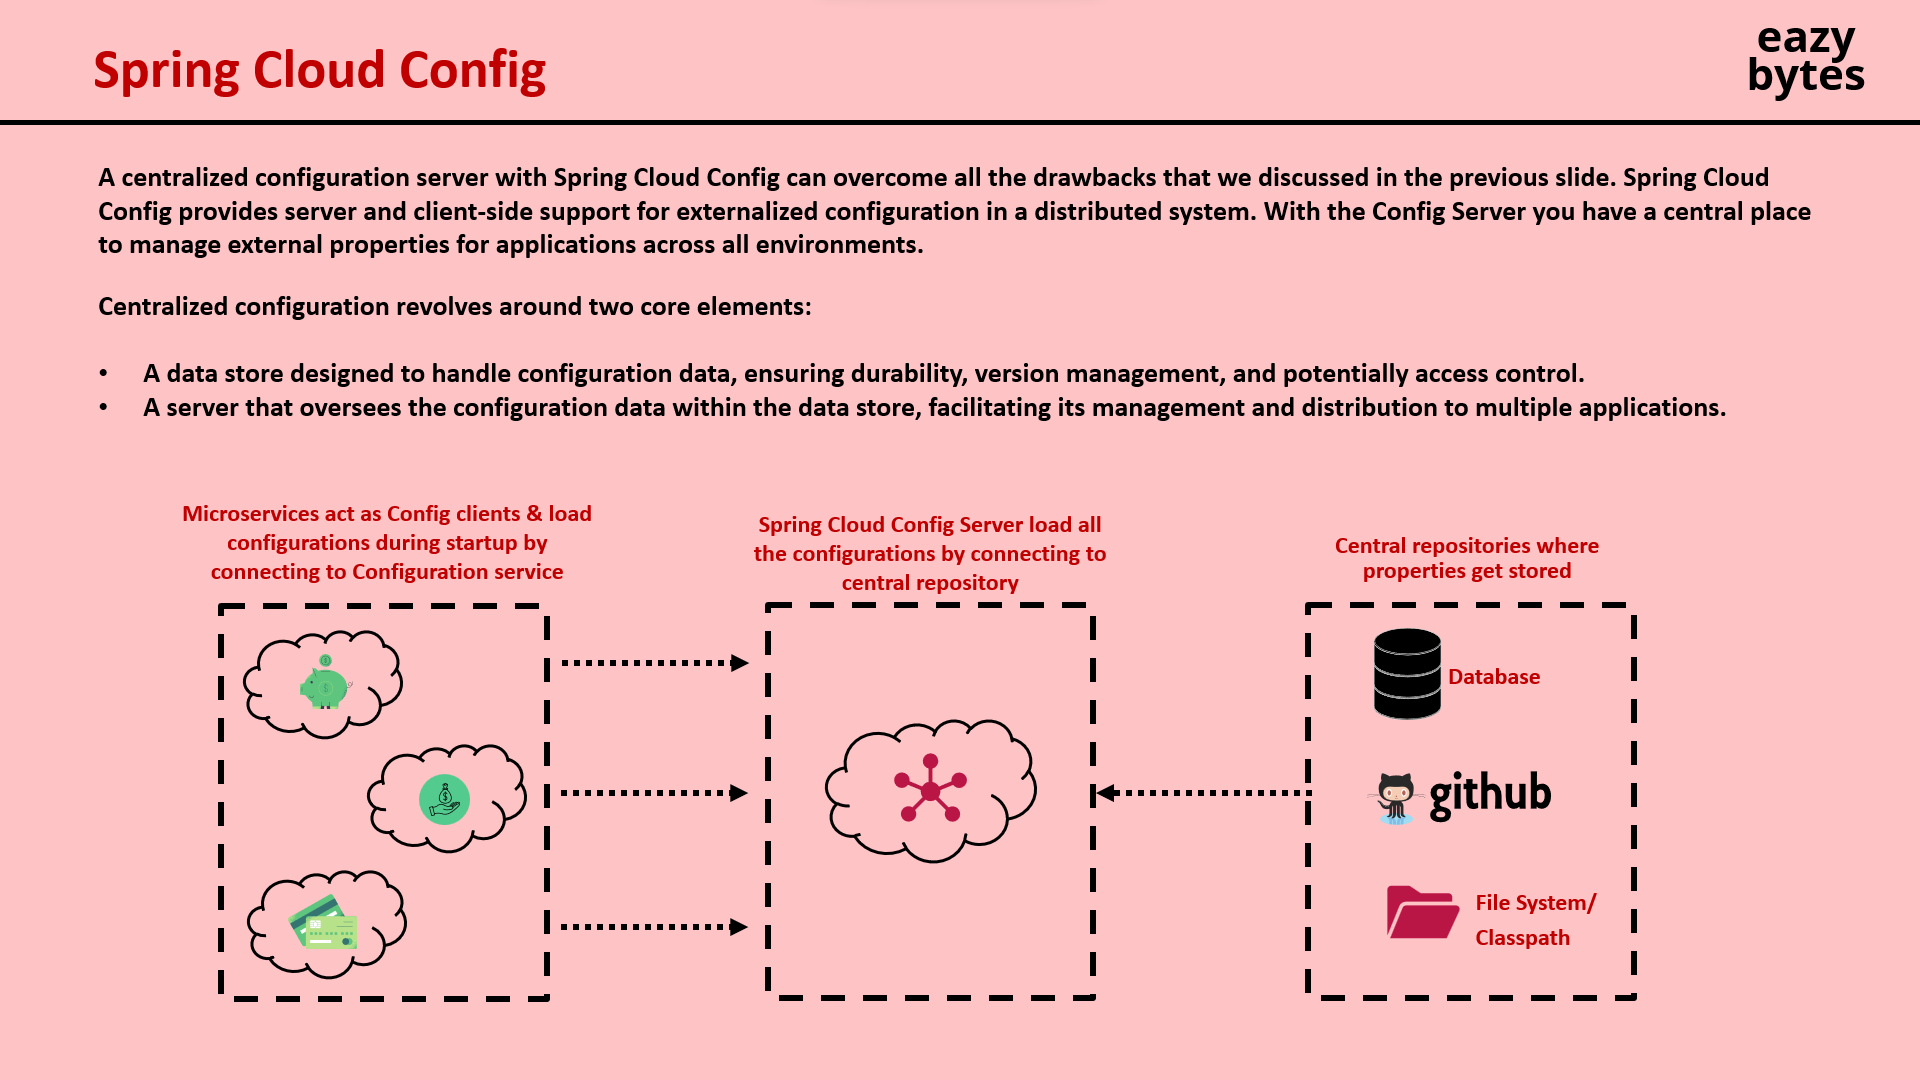 Spring Cloud Config
eazy
bytes
A centralized configuration server with Spring Cloud Config can overcome all the drawbacks that we discussed in the previous slide. Spring Cloud
Config provides server and client-side support for externalized configuration in a distributed system. With the Config Server you have a central place
to manage external properties for applications across all environments.
Centralized configuration revolves around two core elements:
• A data store designed to handle configuration data, ensuring durability, version management, and potentially access control.
• A server that oversees the configuration data within the data store, facilitating its management and distribution to multiple applications.
Microservices act as Config clients & load
configurations during startup by
connecting to Configuration service
Spring Cloud Config Server load all
the configurations by connecting to
central repository
Central repositories where
properties get stored
Database
github
File System/
Classpath